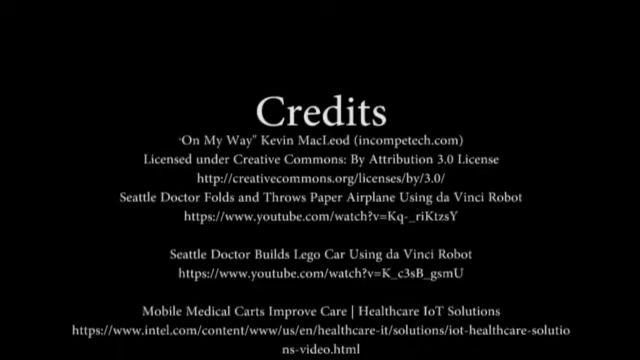 Credits
"On My Way" Kevin MacLeod (incompetech.com)
Licensed under Creative Commons: By Attribution 3.0 License
http://creativecommons.org/licenses/by/3.0/
Seattle Doctor Folds and Throws Paper Airplane Using da Vinci Robot
https://www.youtube.com/watch?v=Kq-_riKtzsY
Seattle Doctor Builds Lego Car Using da Vinci Robot
https://www.youtube.com/watch?v=K_c3sB_gsmU
Mobile Medical Carts Improve Care | Healthcare IoT Solutions
https://www.intel.com/content/www/us/en/healthcare-it/solutions/iot-healthcare-solutio
ns-video.html